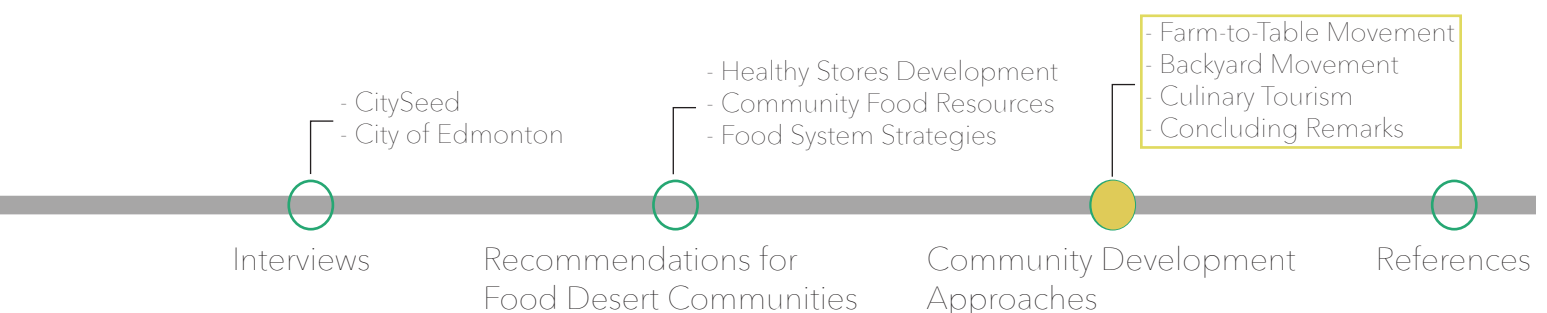 - CitySeed
- City of Edmonton
Interviews
- Healthy Stores Development
- Community Food Resources
- Food System Strategies
Recommendations for
Food Desert Communities
- Farm-to-Table Movement
- Backyard Movement
- Culinary Tourism
- Concluding Remarks
Community Development
Approaches
References